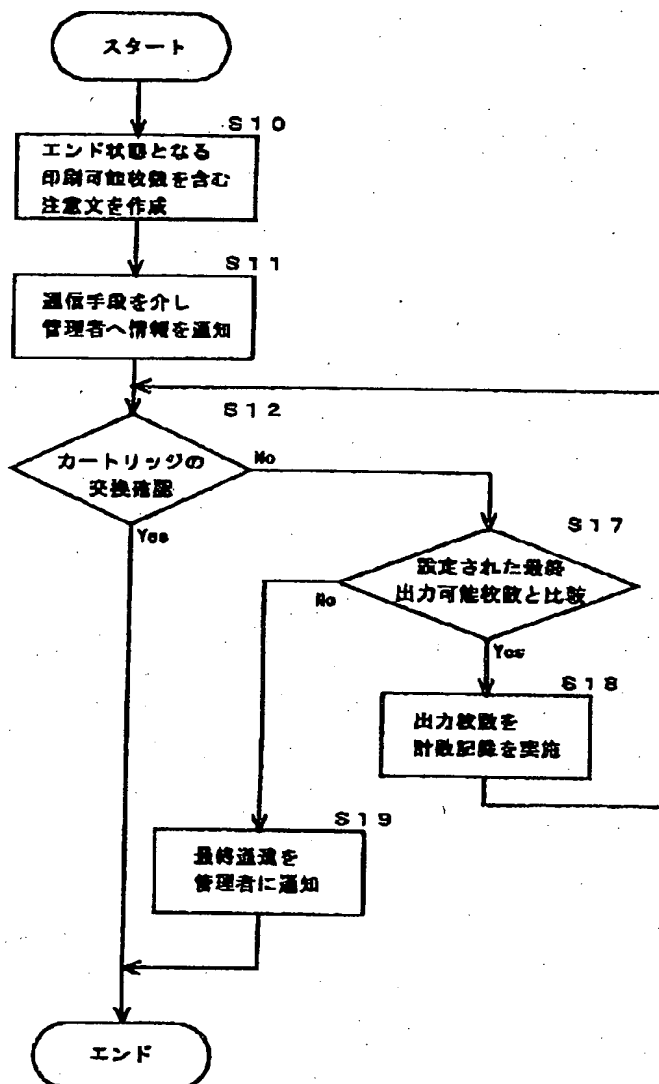 スタート
S10
エンド状態となる
印刷可能枚数を含む
注意文を作成
S11
通信手段を介し
管理者へ情報を通知
S12
カートリッジの
交換確認
No
Yes
S17
設定された最終
出力可能枚数と比較
No
Yes
S18
出力枚数を
計数記録を実施
S19
最終通達を
管理者に通知
エンド